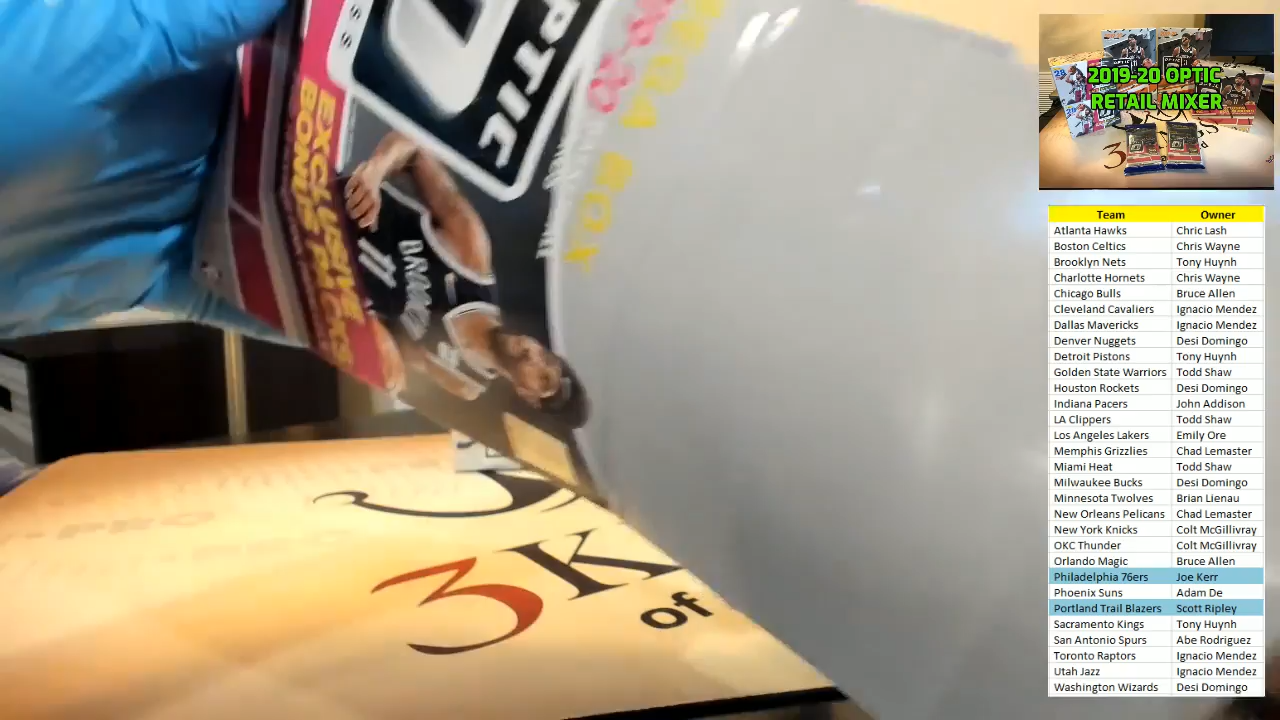 OPTIC
EXCLUSIVE
BONUS PACKS
MEGA BOX
11
3K
of
-PRO
2019-20 OPTIC
RETAIL MIXER
Team Owner
Atlanta Hawks Chric Lash
Boston Celtics Chris Wayne
Brooklyn Nets Tony Huynh
Charlotte Hornets Chris Wayne
Chicago Bulls Bruce Allen
Cleveland Cavaliers Ignacio Mendez
Dallas Mavericks Ignacio Mendez
Denver Nuggets Desi Domingo
Detroit Pistons Tony Huynh
Golden State Warriors Todd Shaw
Houston Rockets Desi Domingo
Indiana Pacers John Addison
LA Clippers Todd Shaw
Los Angeles Lakers Emily Ore
Memphis Grizzlies Chad Lemaster
Miami Heat Todd Shaw
Milwaukee Bucks Desi Domingo
Minnesota Twolves Brian Lienau
New Orleans Pelicans Chad Lemaster
New York Knicks Colt McGillivray
OKC Thunder Colt McGillivray
Orlando Magic Bruce Allen
Philadelphia 76ers Joe Kerr
Phoenix Suns Adam De
Portland Trail Blazers Scott Ripley
Sacramento Kings Tony Huynh
San Antonio Spurs Abe Rodriguez
Toronto Raptors Ignacio Mendez
Utah Jazz Ignacio Mendez
Washington Wizards Desi Domingo